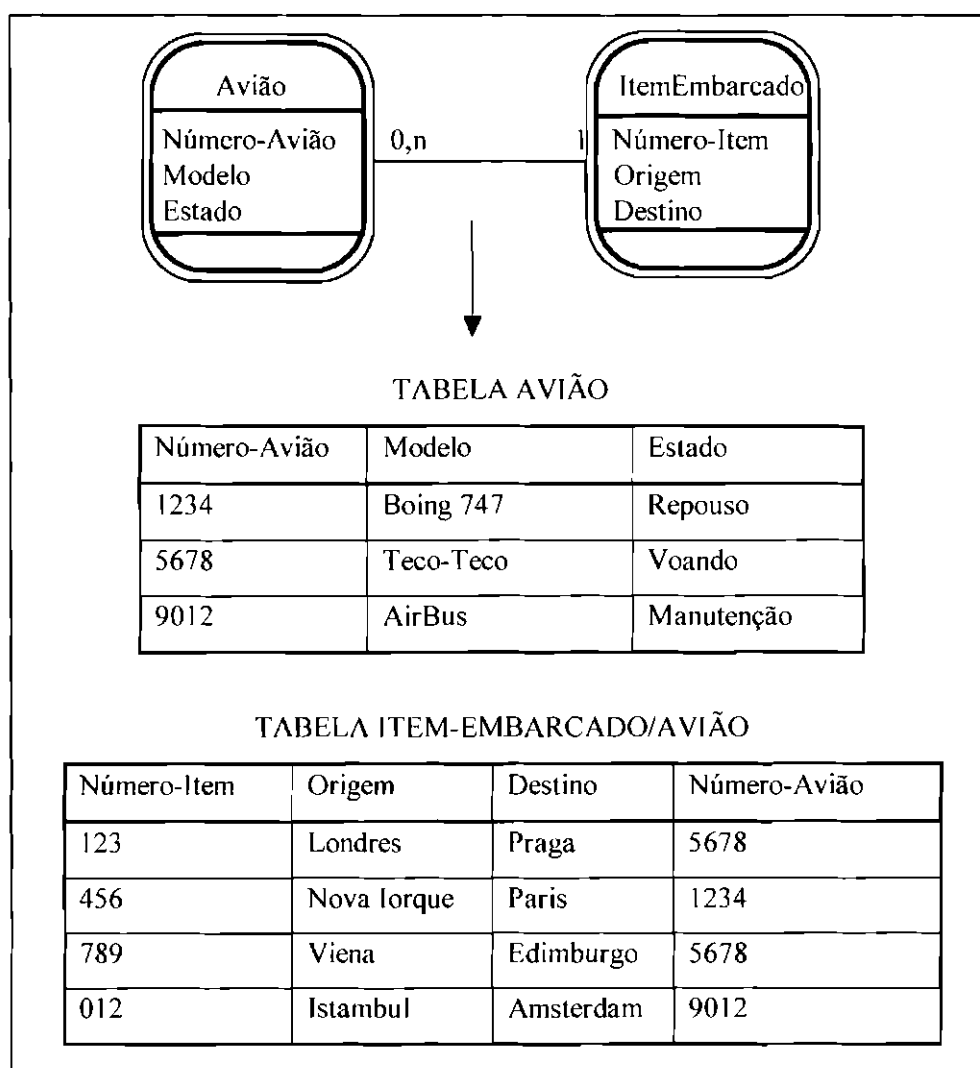 Avião ItemEmbarcado
Número-Avião 0,n 1 Número-Item
Modelo Origem
Estado Destino
TABELA AVIÃO
Número-Avião Modelo Estado
1234 Boing 747 Repouso
5678 Teco-Teco Voando
9012 AirBus Manutenção
TABELA ITEM-EMBARCADO/AVIÃO
Número-Item Origem Destino Número-Avião
123 Londres Praga 5678
456 Nova Iorque Paris 1234
789 Viena Edimburgo 5678
012 Istambul Amsterdam 9012